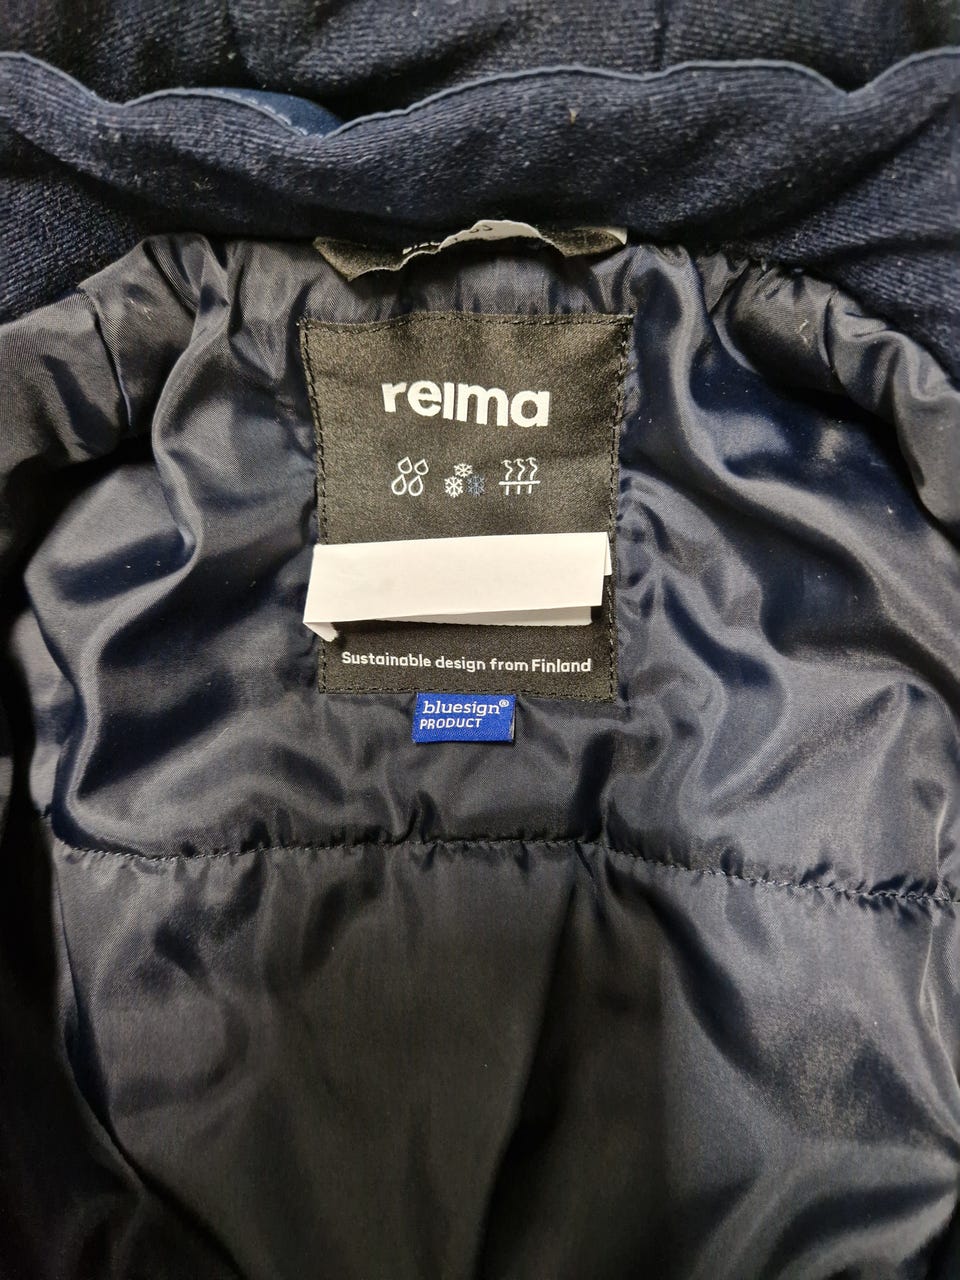 reima
Sustainable design from Finland
bluesign®
PRODUCT